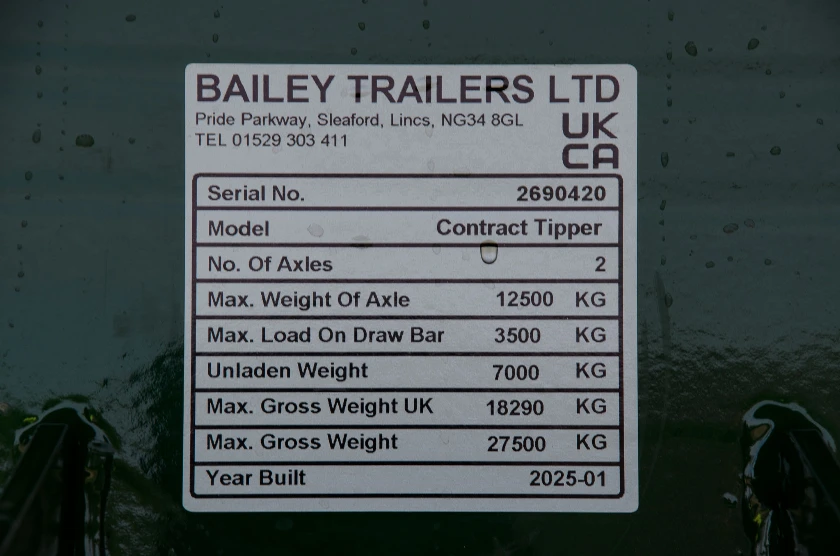 BAILEY TRAILERS LTD
Pride Parkway, Sleaford, Lincs, NG34 8GL
TEL 01529 303 411
UK
CA
Serial No. 2690420
Model Contract Tipper
No. Of Axles 2
Max. Weight Of Axle 12500 KG
Max. Load On Draw Bar 3500 KG
Unladen Weight 7000 KG
Max. Gross Weight UK 18290 KG
Max. Gross Weight 27500 KG
Year Built 2025-01